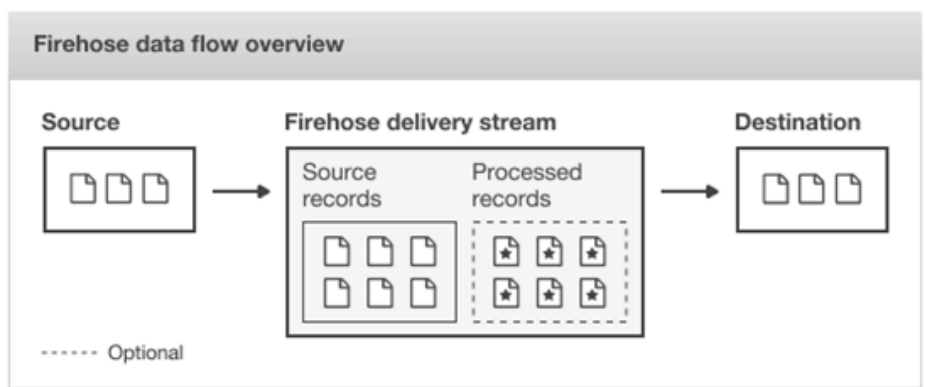 Firehose data flow overview
Source
Firehose delivery stream
Destination
Source
records
Processed
records
Optional